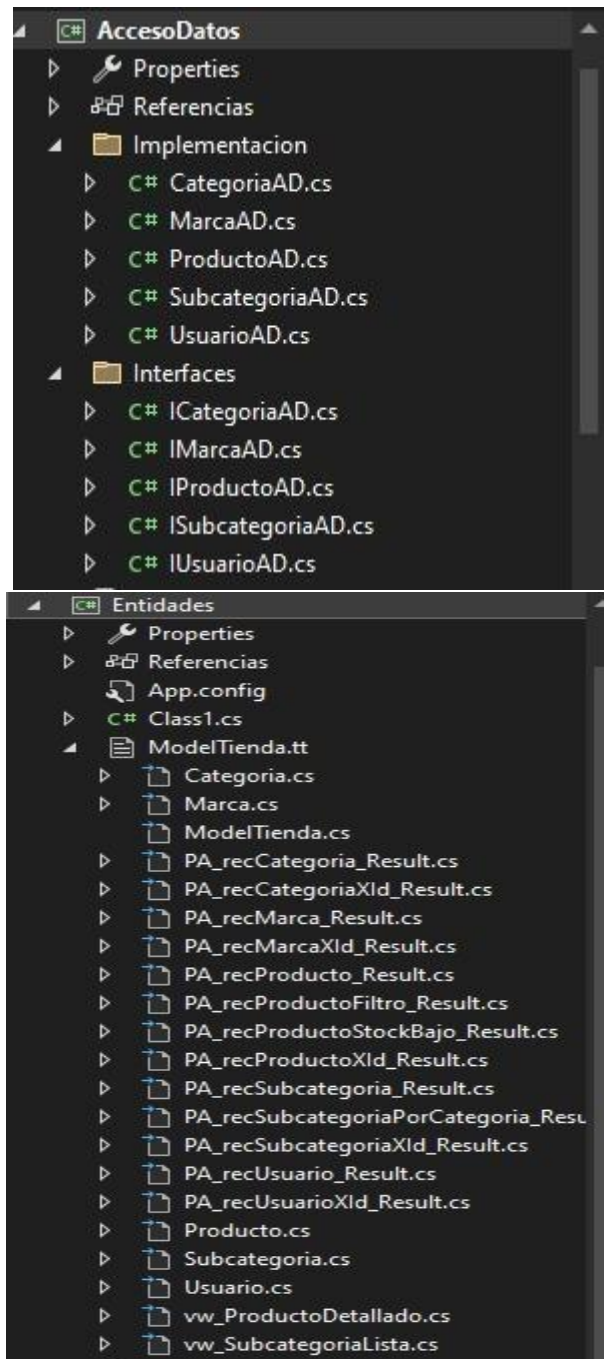 C# AccesoDatos
Properties
Referencias
Implementacion
C# CategoriaAD.cs
C# MarcaAD.cs
C# ProductoAD.cs
C# SubcategoriaAD.cs
C# UsuarioAD.cs
Interfaces
C# ICategoriaAD.cs
C# IMarcaAD.cs
C# IProductoAD.cs
C# ISubcategoriaAD.cs
C# IUsuarioAD.cs
C# Entidades
Properties
Referencias
App.config
C# Class1.cs
ModelTienda.tt
Categoria.cs
Marca.cs
ModelTienda.cs
PA_recCategoria_Result.cs
PA_recCategoriaXId_Result.cs
PA_recMarca_Result.cs
PA_recMarcaXId_Result.cs
PA_recProducto_Result.cs
PA_recProductoFiltro_Result.cs
PA_recProductoStockBajo_Result.cs
PA_recProductoXId_Result.cs
PA_recSubcategoria_Result.cs
PA_recSubcategoriaPorCategoria_Resu
PA_recSubcategoriaXId_Result.cs
PA_recUsuario_Result.cs
PA_recUsuarioXId_Result.cs
Producto.cs
Subcategoria.cs
Usuario.cs
vw_ProductoDetallado.cs
vw_SubcategoriaLista.cs